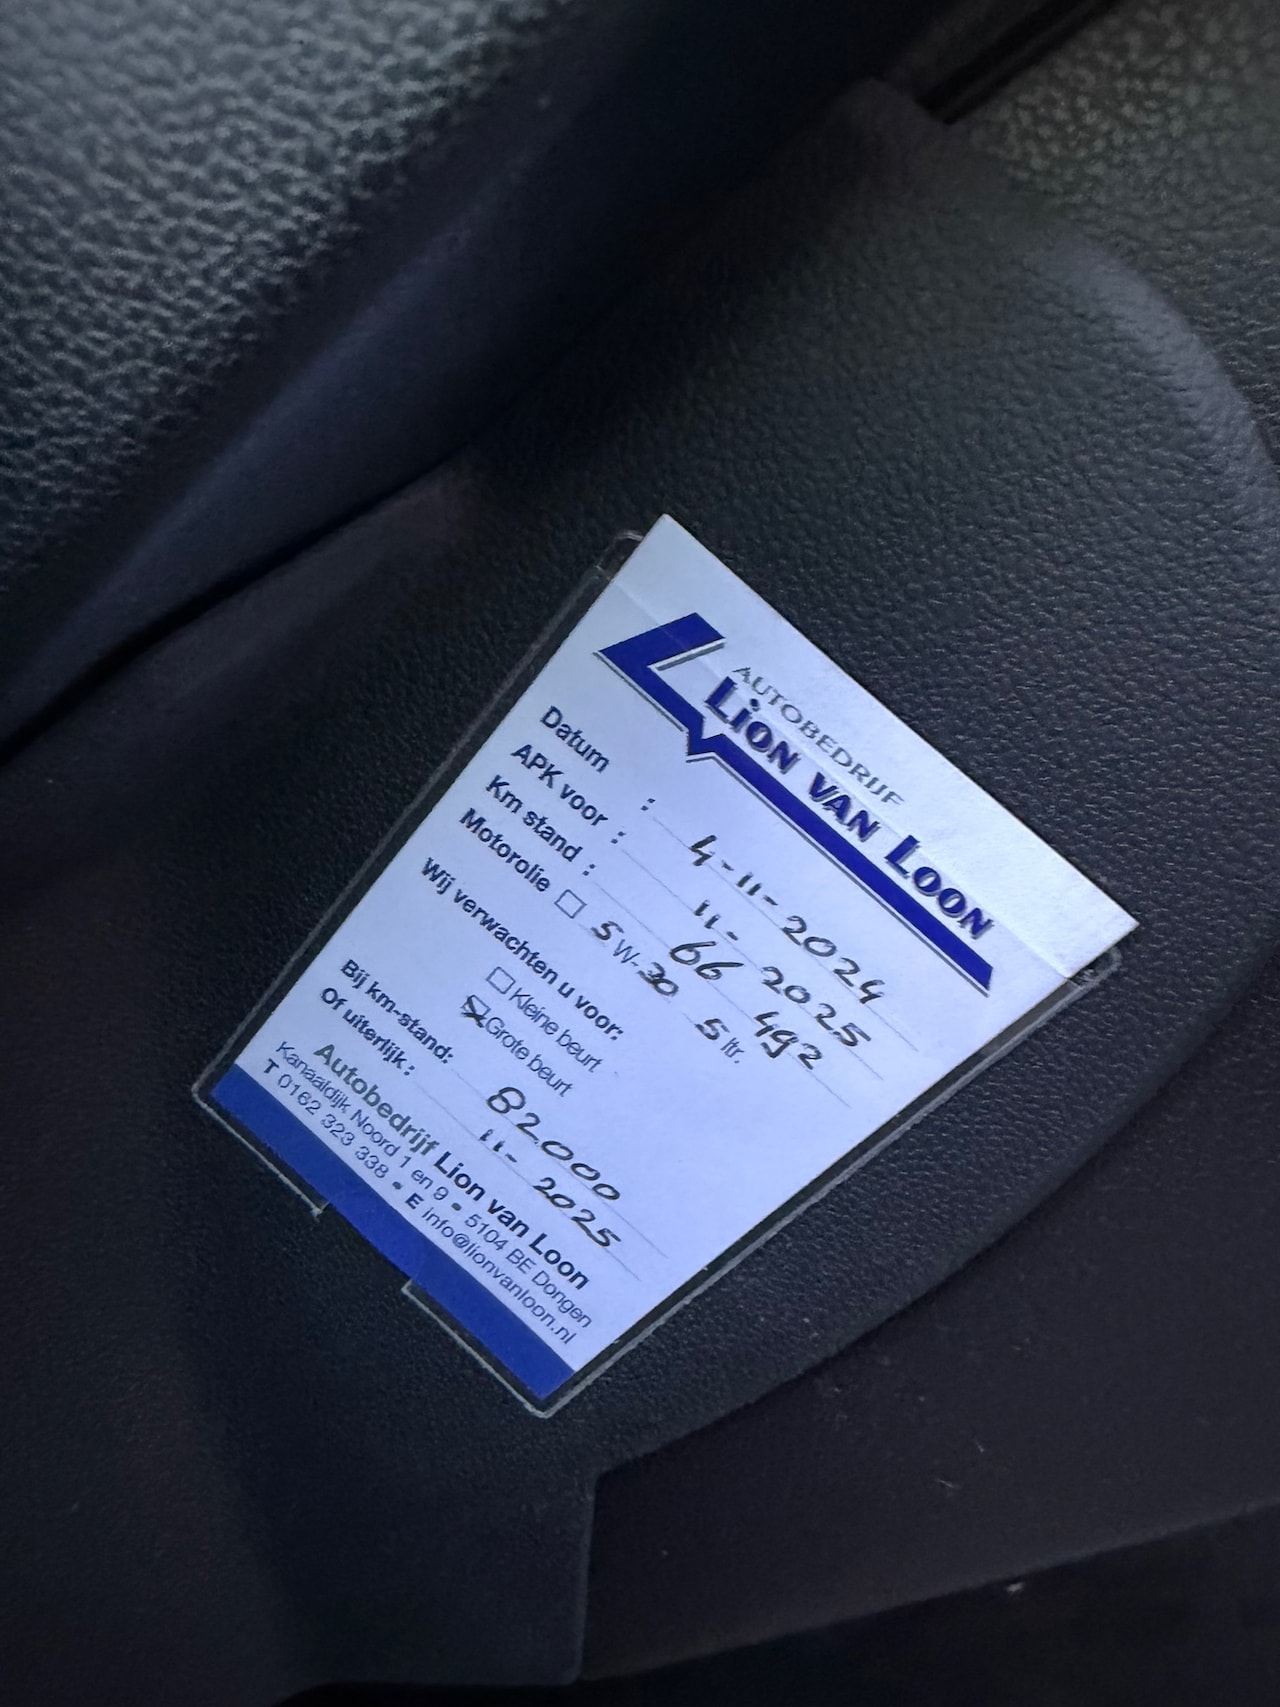 AUTOBEDRIJF
LION VAN LOON
Datum : 4-11-2024
APK voor : 11-2025
Km stand : 66 492
Motorolie 5W-30 5 ltr.
Wij verwachten u voor:
Kleine beurt
Grote beurt
Bij km-stand: 82.000
Of uiterlijk: 11-2025
Autobedrijf Lion van Loon
Kanaaldijk Noord 1 en 9 - 5104 BE Dongen
T 0162 323 338 - E info@lionvanloon.nl